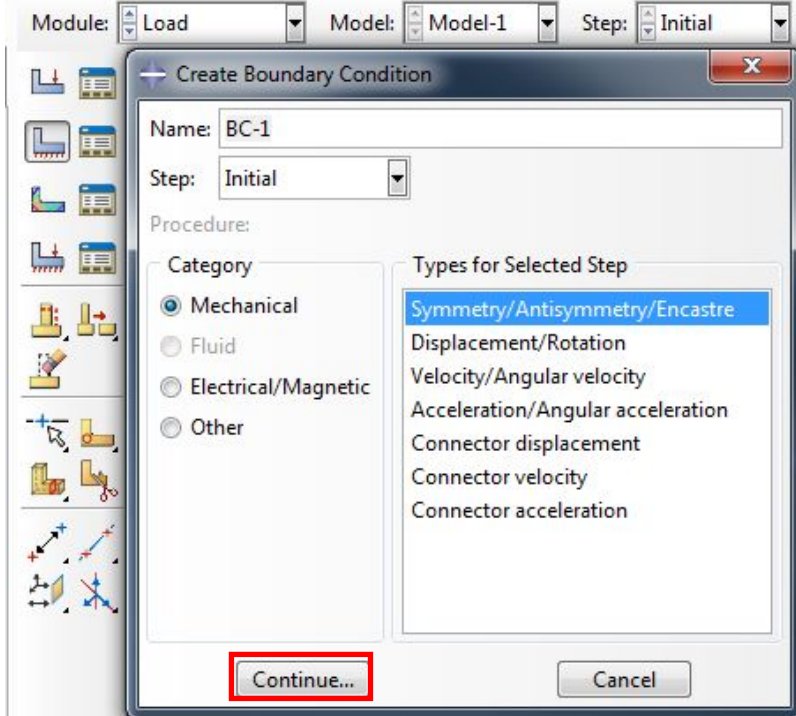 Module: Load Model: Model-1 Step: Initial
Create Boundary Condition
Name: BC-1
Step: Initial
Procedure:
Category
Mechanical
Fluid
Electrical/Magnetic
Other
Types for Selected Step
Symmetry/Antisymmetry/Encastre
Displacement/Rotation
Velocity/Angular velocity
Acceleration/Angular acceleration
Connector displacement
Connector velocity
Connector acceleration
Continue... Cancel